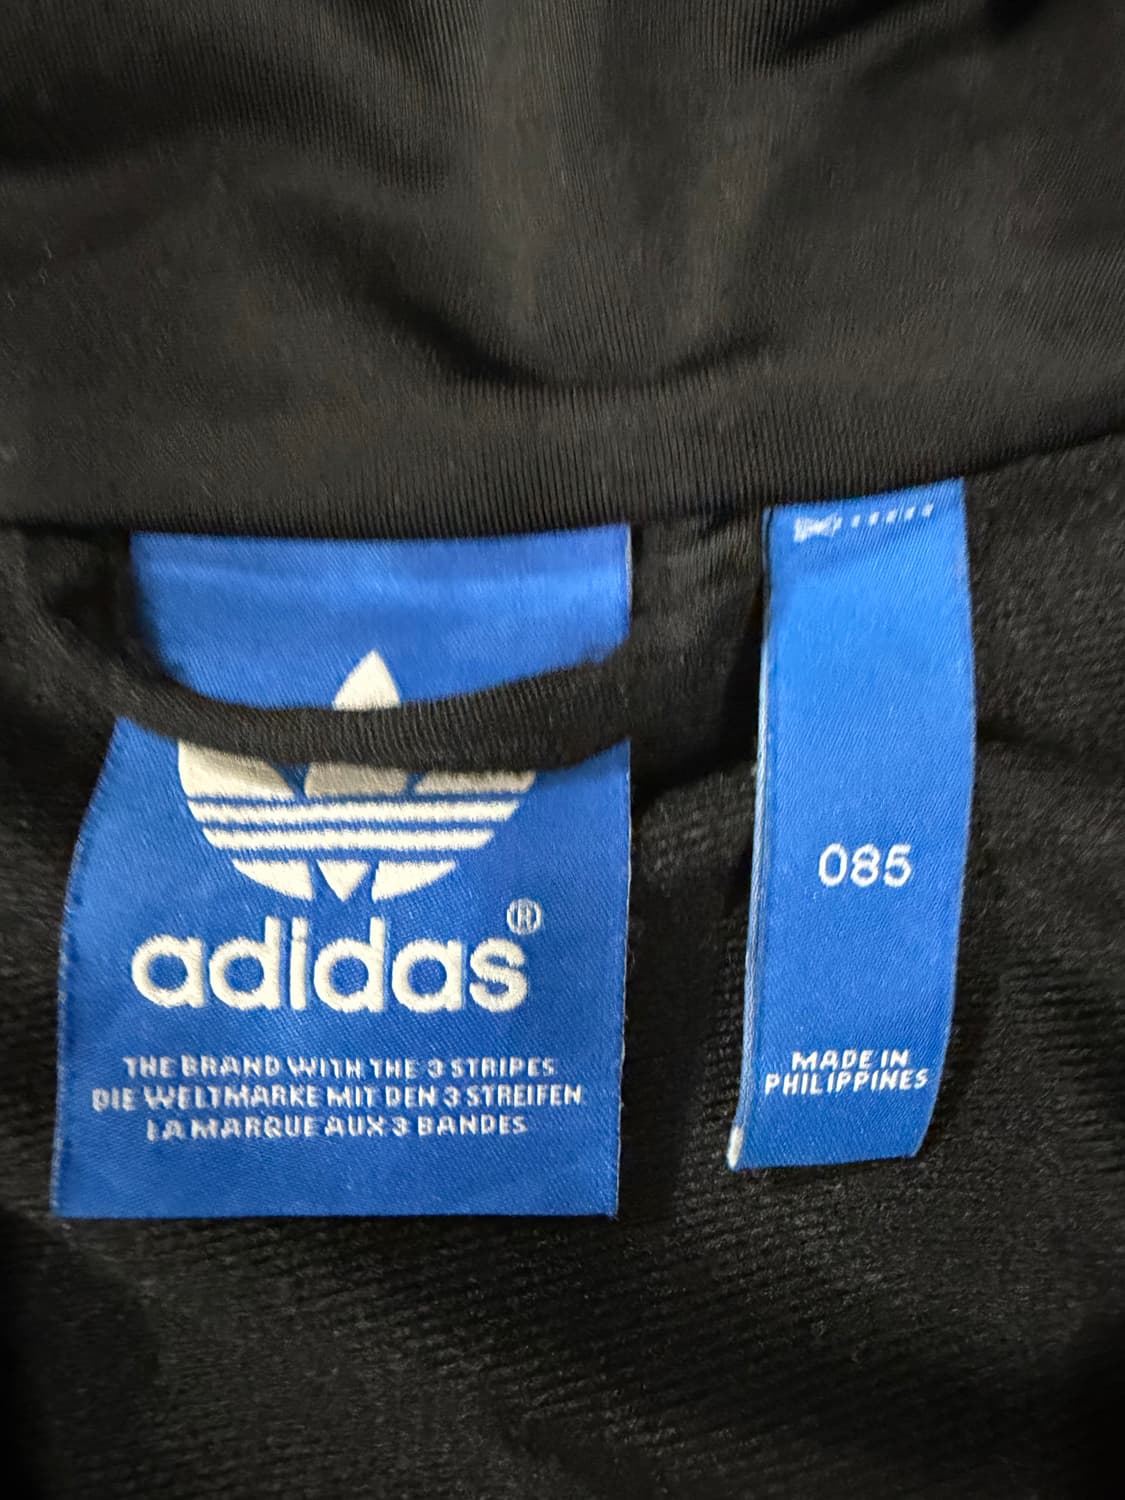 adidas®
THE BRAND WITH THE 3 STRIPES
DIE WELTMARKE MIT DEN 3 STREIFEN
LA MARQUE AUX 3 BANDES
085
MADE IN
PHILIPPINES